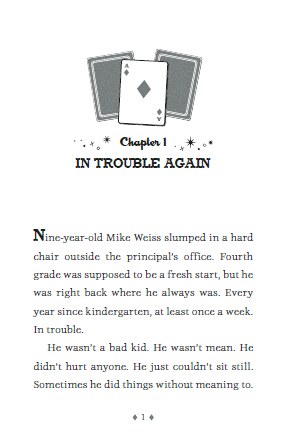 A
A
Chapter 1
IN TROUBLE AGAIN
Nine-year-old Mike Weiss slumped in a hard
chair outside the principal's office. Fourth
grade was supposed to be a fresh start, but he
was right back where he always was. Every
year since kindergarten, at least once a week.
In trouble.
He wasn't a bad kid. He wasn't mean. He
didn't hurt anyone. He just couldn't sit still.
Sometimes he did things without meaning to.
1